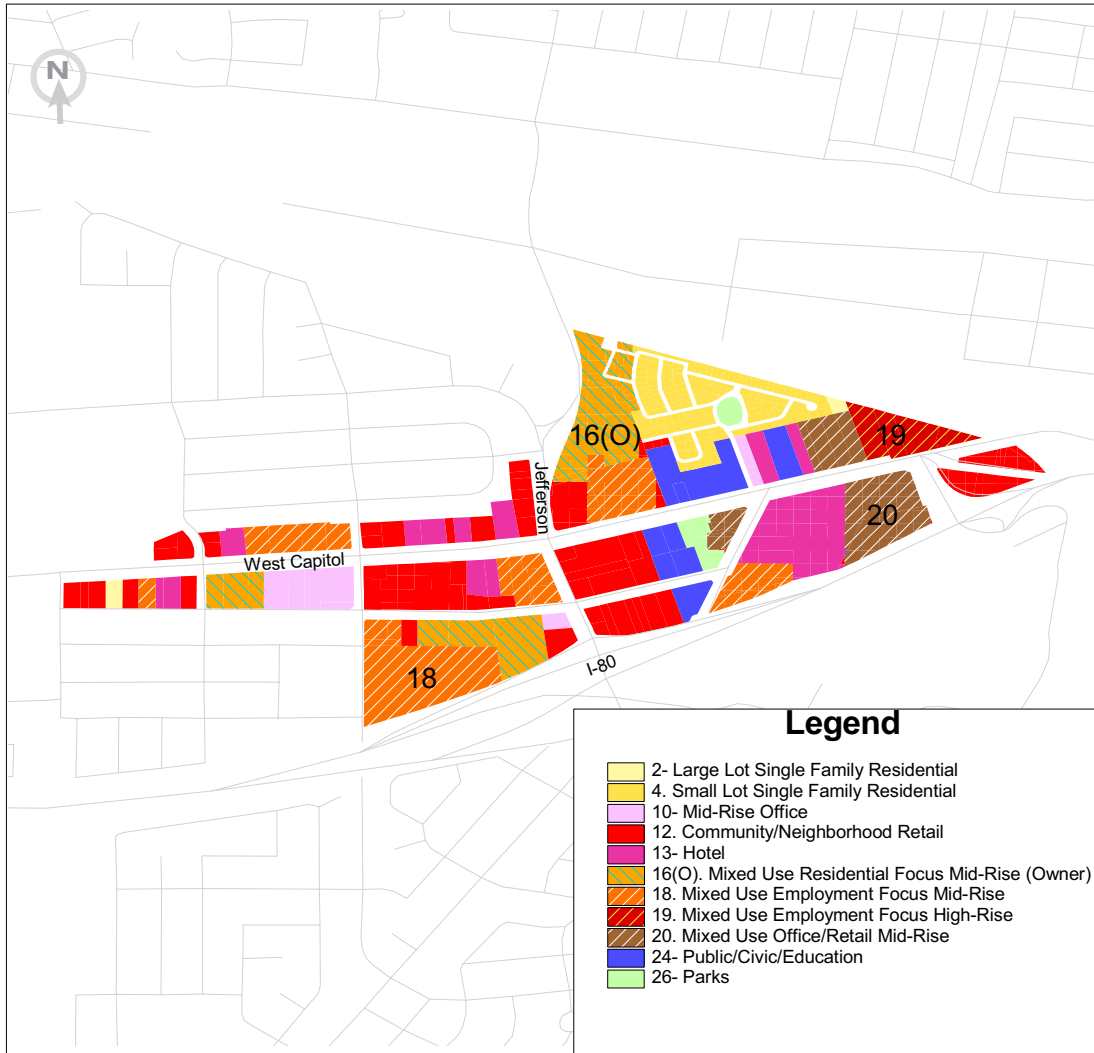 N
16(O)
19
Jefferson
20
West Capitol
I-80
18
Legend
2- Large Lot Single Family Residential
4. Small Lot Single Family Residential
10- Mid-Rise Office
12. Community/Neighborhood Retail
13- Hotel
16(O). Mixed Use Residential Focus Mid-Rise (Owner)
18. Mixed Use Employment Focus Mid-Rise
19. Mixed Use Employment Focus High-Rise
20. Mixed Use Office/Retail Mid-Rise
24- Public/Civic/Education
26- Parks